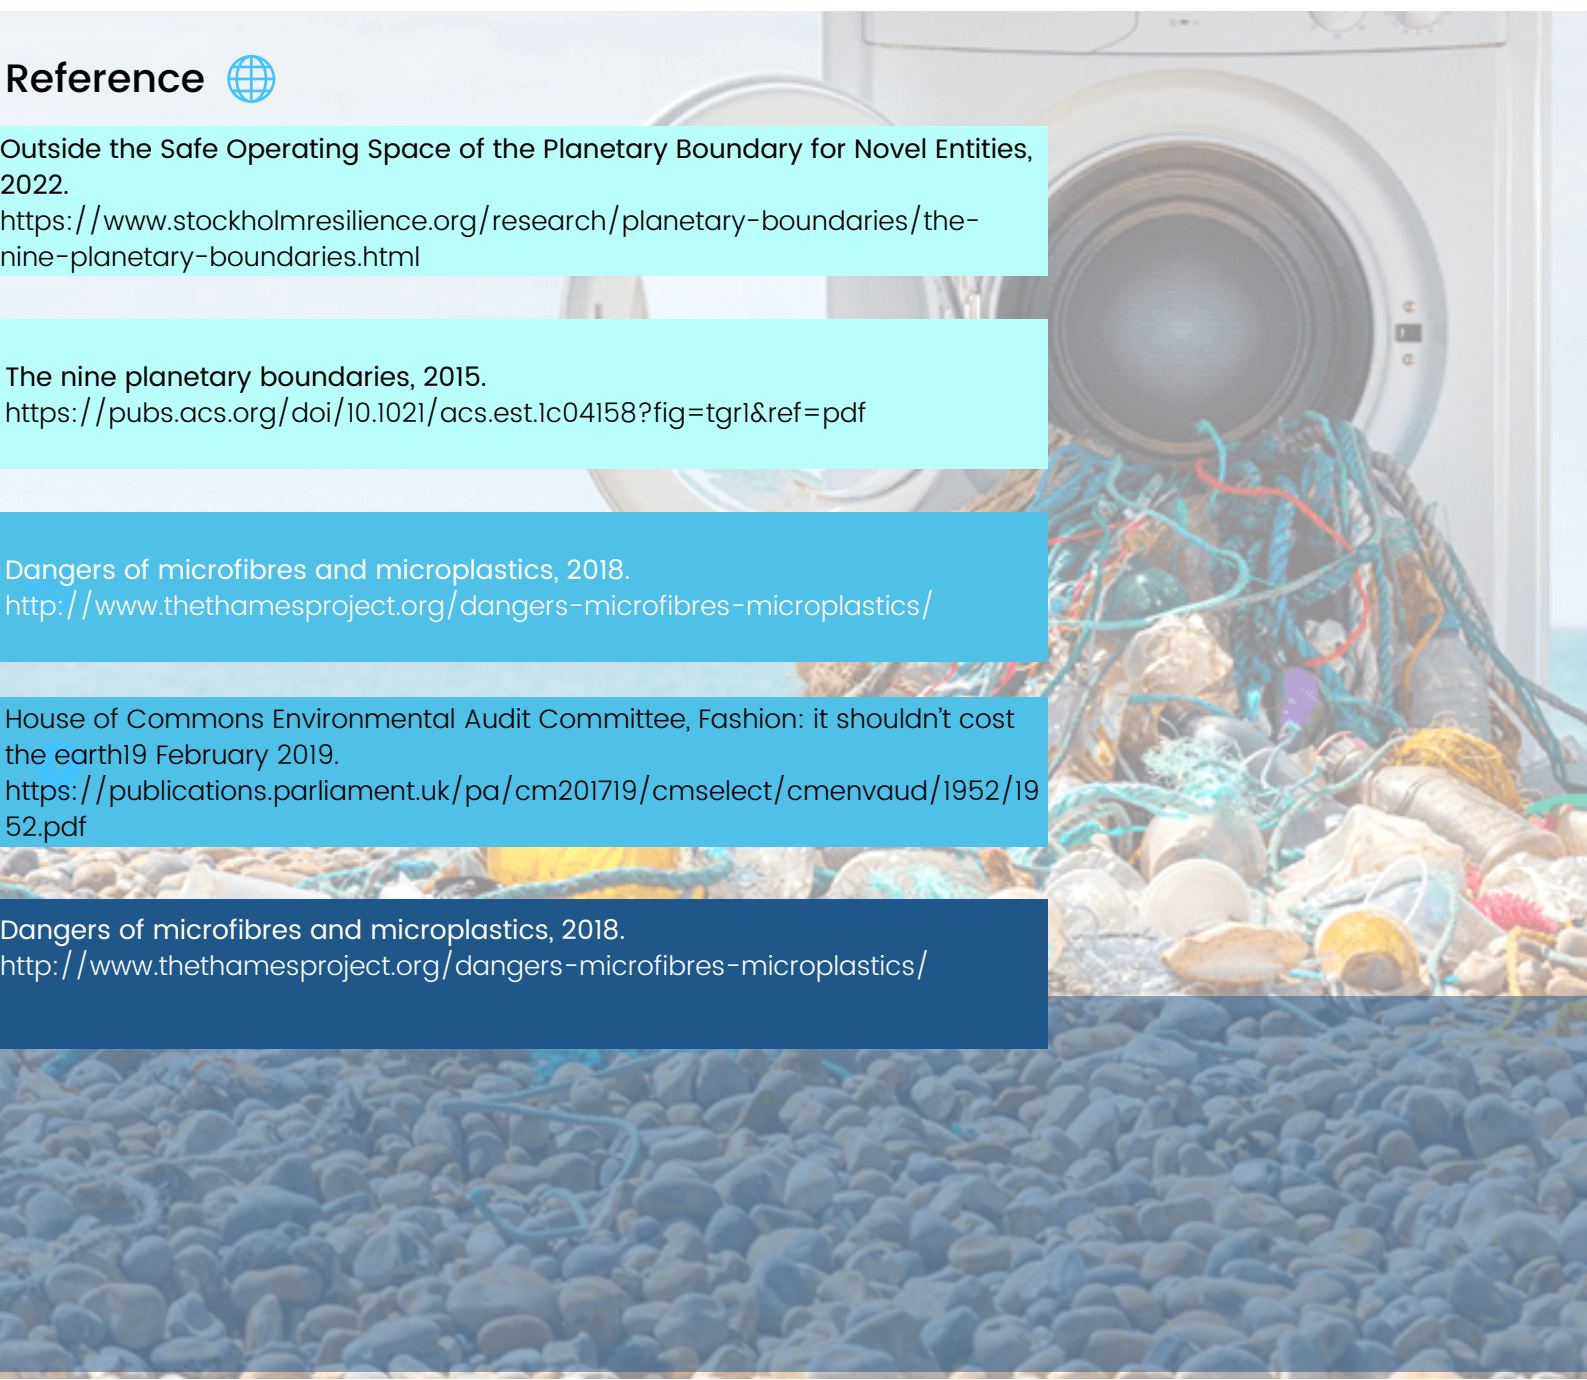 Reference
Outside the Safe Operating Space of the Planetary Boundary for Novel Entities,
2022.
https://www.stockholmresilience.org/research/planetary-boundaries/the-
nine-planetary-boundaries.html
The nine planetary boundaries, 2015.
https://pubs.acs.org/doi/10.1021/acs.est.1c04158?fig=tgr1&ref=pdf
Dangers of microfibres and microplastics, 2018.
http://www.thethamesproject.org/dangers-microfibres-microplastics/
House of Commons Environmental Audit Committee, Fashion: it shouldn't cost
the earth19 February 2019.
https://publications.parliament.uk/pa/cm201719/cmselect/cmenvaud/1952/19
52.pdf
Dangers of microfibres and microplastics, 2018.
http://www.thethamesproject.org/dangers-microfibres-microplastics/